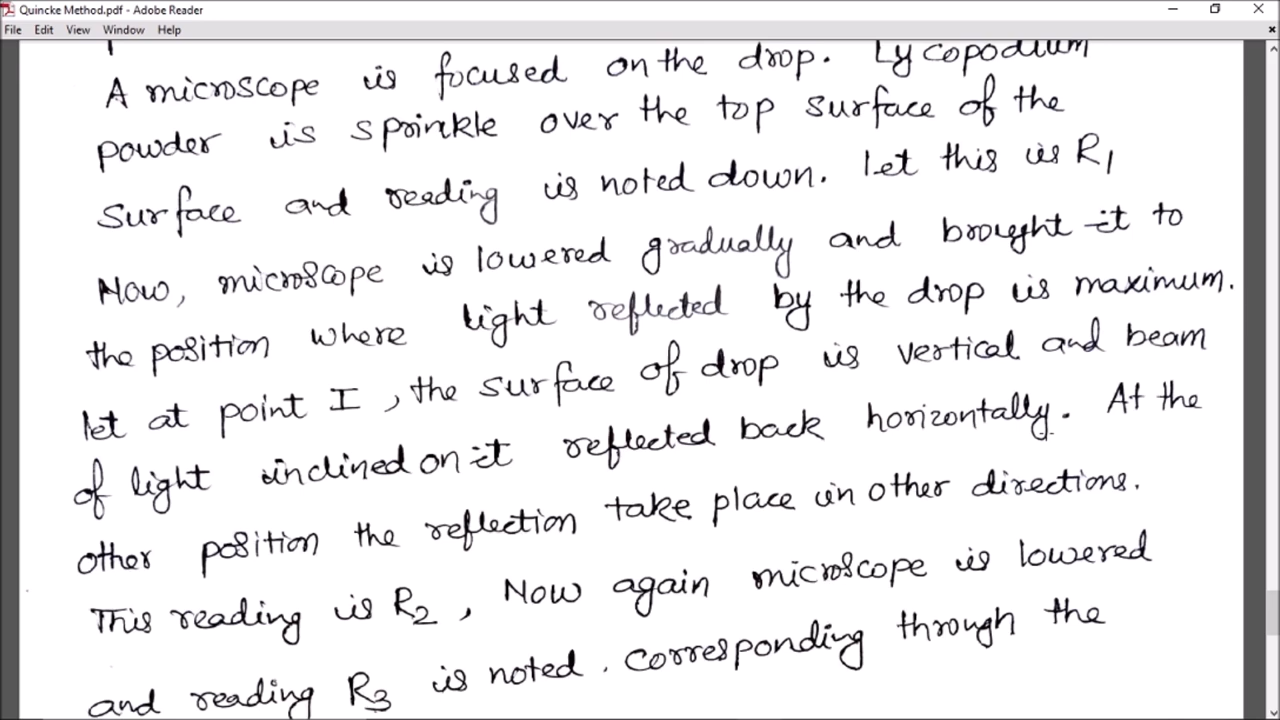 Quincke Method.pdf - Adobe Reader
File Edit View Window Help
A microscope is focused on the drop. Lycopodium
powder is sprinkle over the top surface of the
surface and reading is noted down. let this is R1
Now, microscope is lowered gradually and brought it to
the position where light reflected by the drop is maximum.
let at point I, the surface of drop is vertical and beam
of light inclined on it reflected back horizontally. At the
other position the reflection take place in other directions.
This reading is R2, Now again microscope is lowered
and reading R3 is noted. Corresponding through the